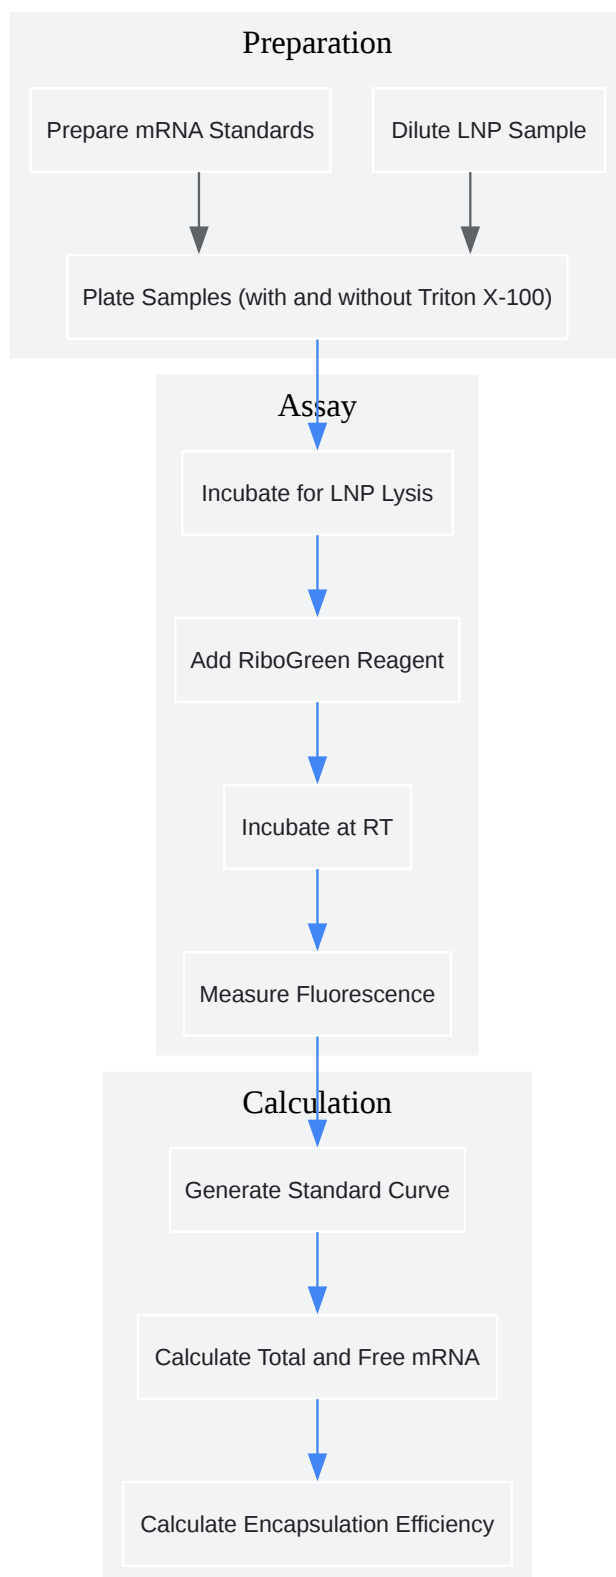 Preparation
Prepare mRNA Standards
Dilute LNP Sample
Plate Samples (with and without Triton X-100)
Assay
Incubate for LNP Lysis
Add RiboGreen Reagent
Incubate at RT
Measure Fluorescence
Calculation
Generate Standard Curve
Calculate Total and Free mRNA
Calculate Encapsulation Efficiency